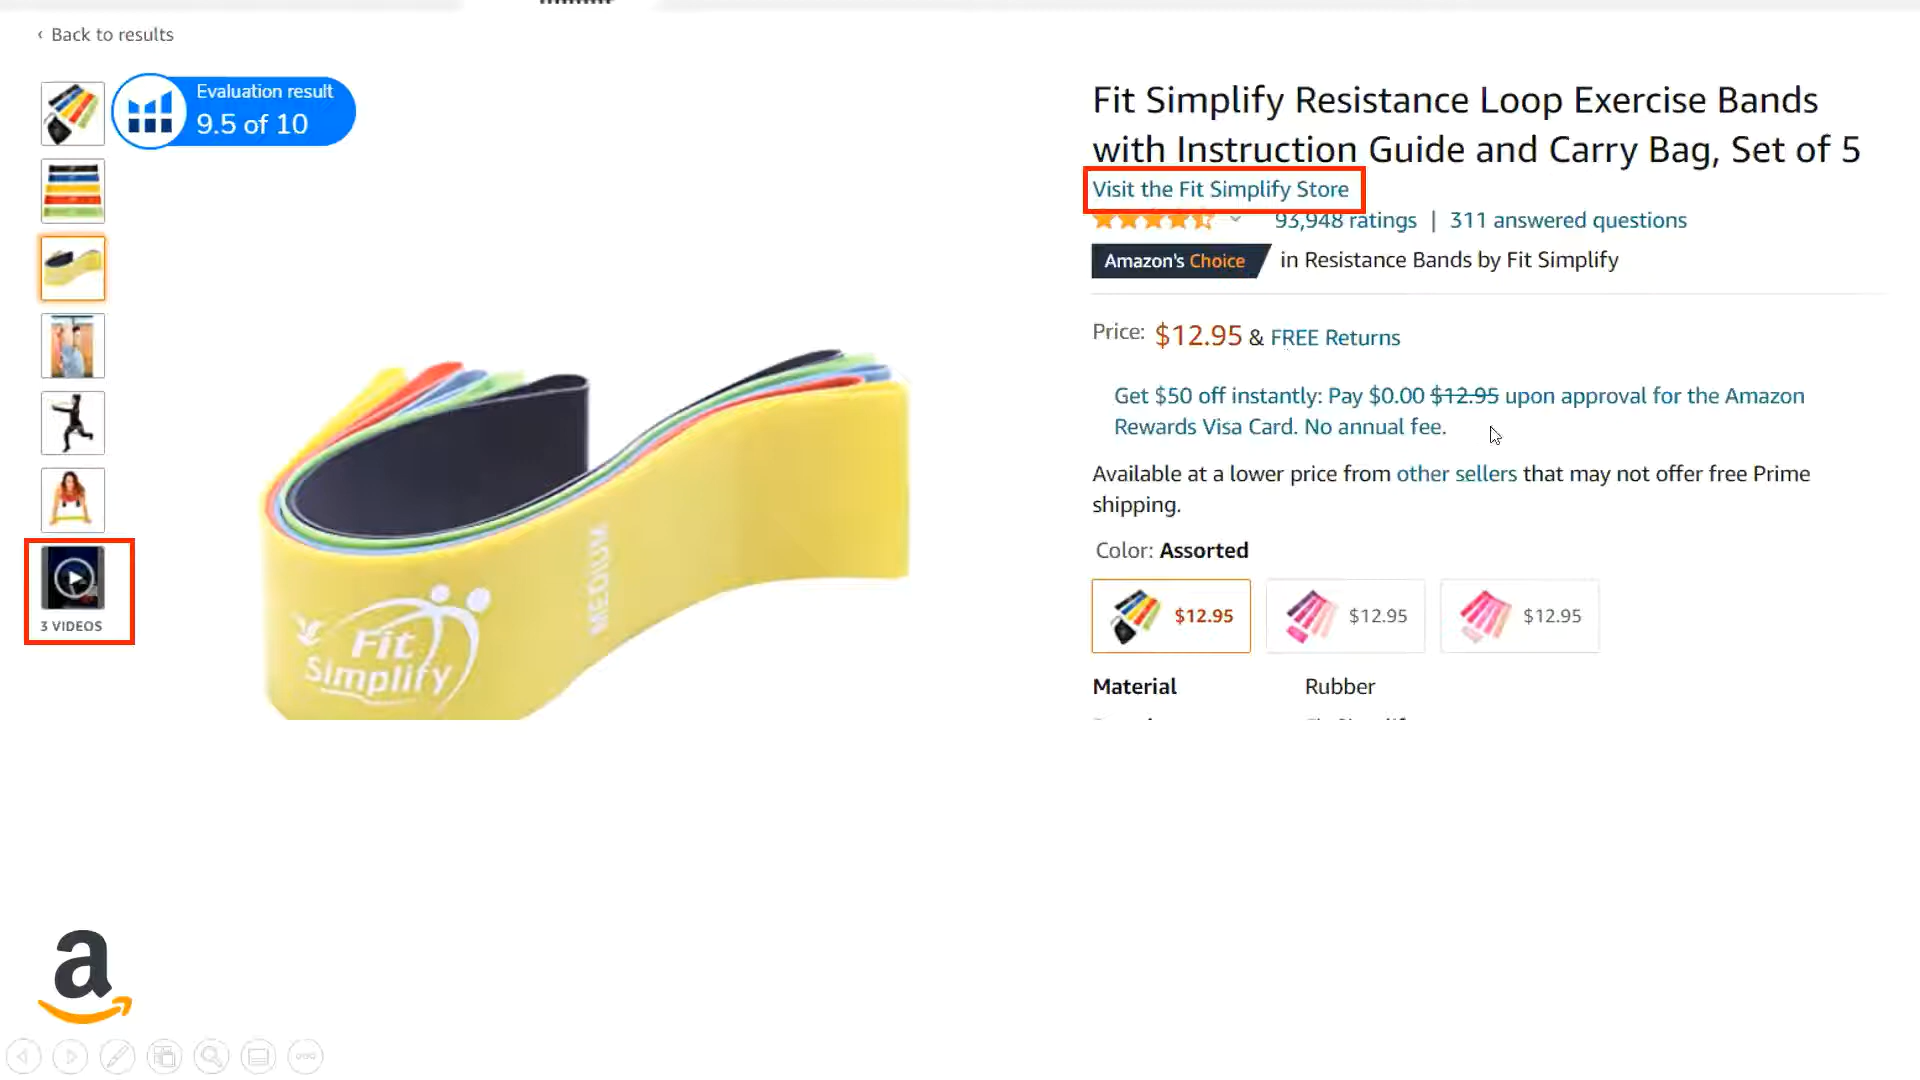 ‹ Back to results
Evaluation result
9.5 of 10
3 VIDEOS
Fit
Simplify
MEDIUM
Fit Simplify Resistance Loop Exercise Bands
with Instruction Guide and Carry Bag, Set of 5
Visit the Fit Simplify Store
93,948 ratings | 311 answered questions
Amazon's Choice in Resistance Bands by Fit Simplify
Price: $12.95 & FREE Returns
Get $50 off instantly: Pay $0.00 $12.95 upon approval for the Amazon
Rewards Visa Card. No annual fee.
Available at a lower price from other sellers that may not offer free Prime
shipping.
Color: Assorted
$12.95 $12.95 $12.95
Material Rubber
a